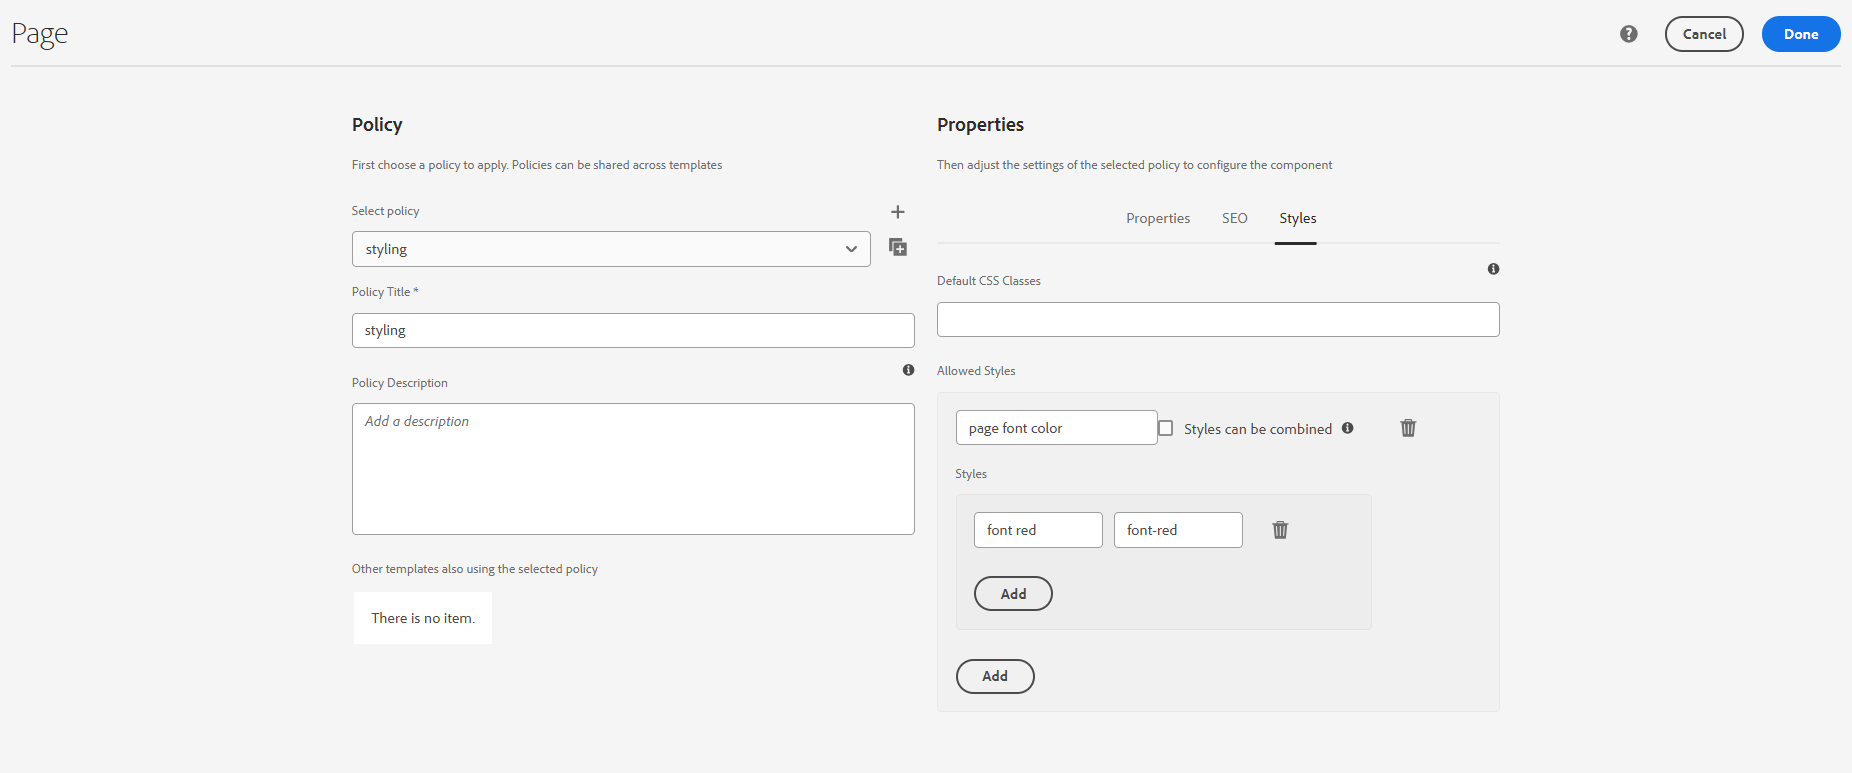 Page
Cancel
Done
Policy
First choose a policy to apply. Policies can be shared across templates
Select policy
styling
Policy Title *
styling
Policy Description
Add a description
Other templates also using the selected policy
There is no item.
Properties
Then adjust the settings of the selected policy to configure the component
Properties SEO Styles
Default CSS Classes
Allowed Styles
page font color Styles can be combined
Styles
font red font-red
Add
Add